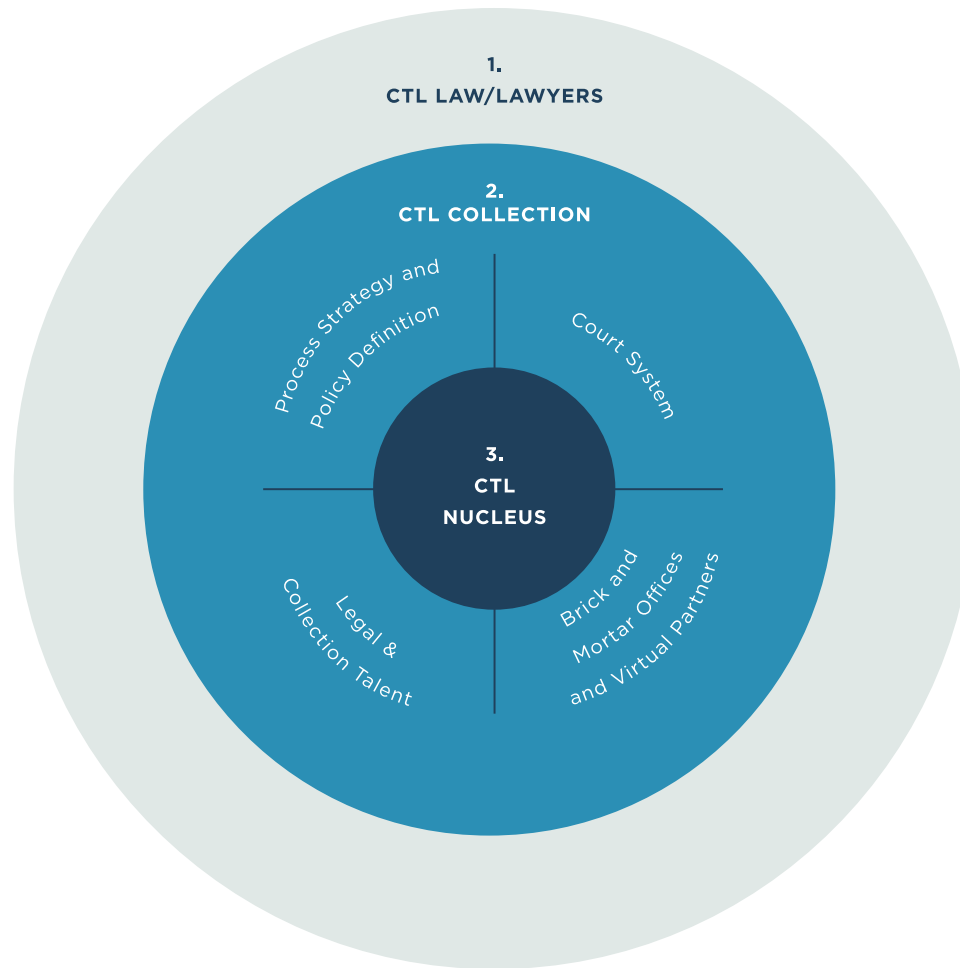 1.
CTL LAW/LAWYERS
2.
CTL COLLECTION
Process Strategy and
Policy Definition
Court System
3.
CTL
NUCLEUS
Legal &
Collection Talent
Brick and
Mortar Offices
and Virtual Partners